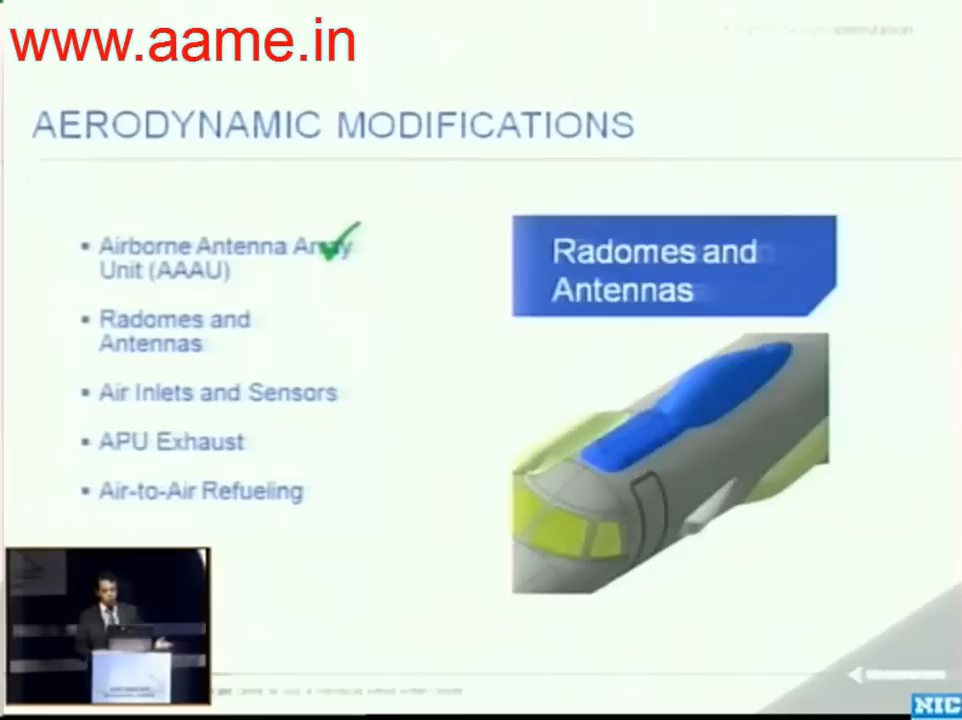 www.aame.in
AERODYNAMIC MODIFICATIONS
Airborne Antenna Array
Unit (AAAU)
Radomes and
Antennas
Air Inlets and Sensors
APU Exhaust
Air-to-Air Refueling
Radomes and
Antennas
NIC